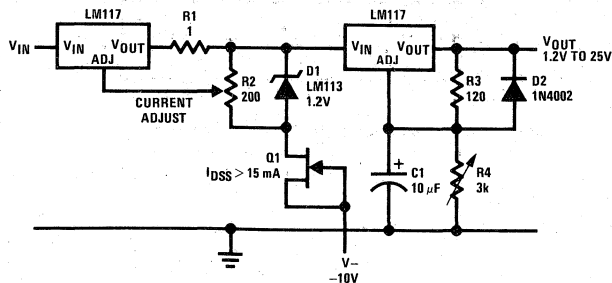 LM117
VIN
VIN
VOUT
ADJ
R1
1
CURRENT
ADJUST
R2
200
D1
LM113
1.2V
Q1
IDSS > 15 mA
V–
–10V
LM117
VIN
VOUT
ADJ
C1
10 μF
+
R3
120
R4
3k
D2
1N4002
VOUT
1.2V TO 25V